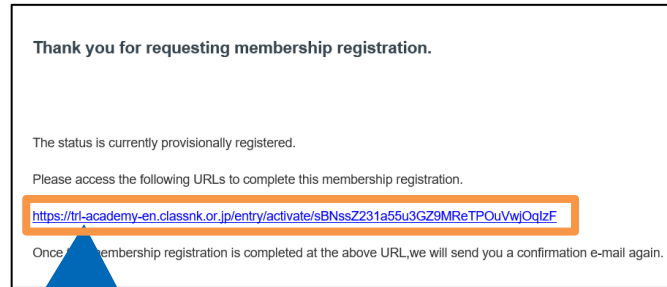 Thank you for requesting membership registration.
The status is currently provisionally registered.
Please access the following URLs to complete this membership registration.
https://trl-academy-en.classnk.or.jp/entry/activate/sBNssZ231a55u3GZ9MReTPOuVwjOqIzF
Once membership registration is completed at the above URL,we will send you a confirmation e-mail again.